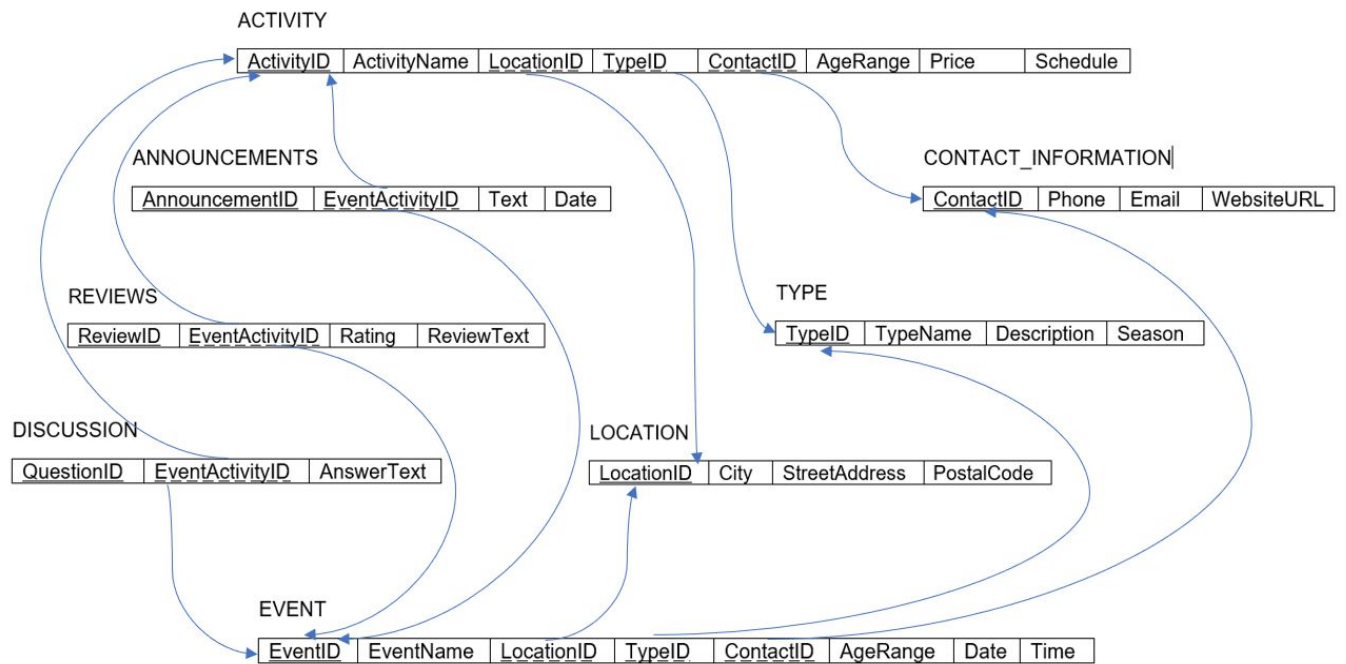 ACTIVITY
ActivityID ActivityName LocationID TypeID ContactID AgeRange Price Schedule
ANNOUNCEMENTS
AnnouncementID EventActivityID Text Date
CONTACT_INFORMATION
ContactID Phone Email WebsiteURL
REVIEWS
ReviewID EventActivityID Rating ReviewText
TYPE
TypeID TypeName Description Season
DISCUSSION
QuestionID EventActivityID AnswerText
LOCATION
LocationID City StreetAddress PostalCode
EVENT
EventID EventName LocationID TypeID ContactID AgeRange Date Time